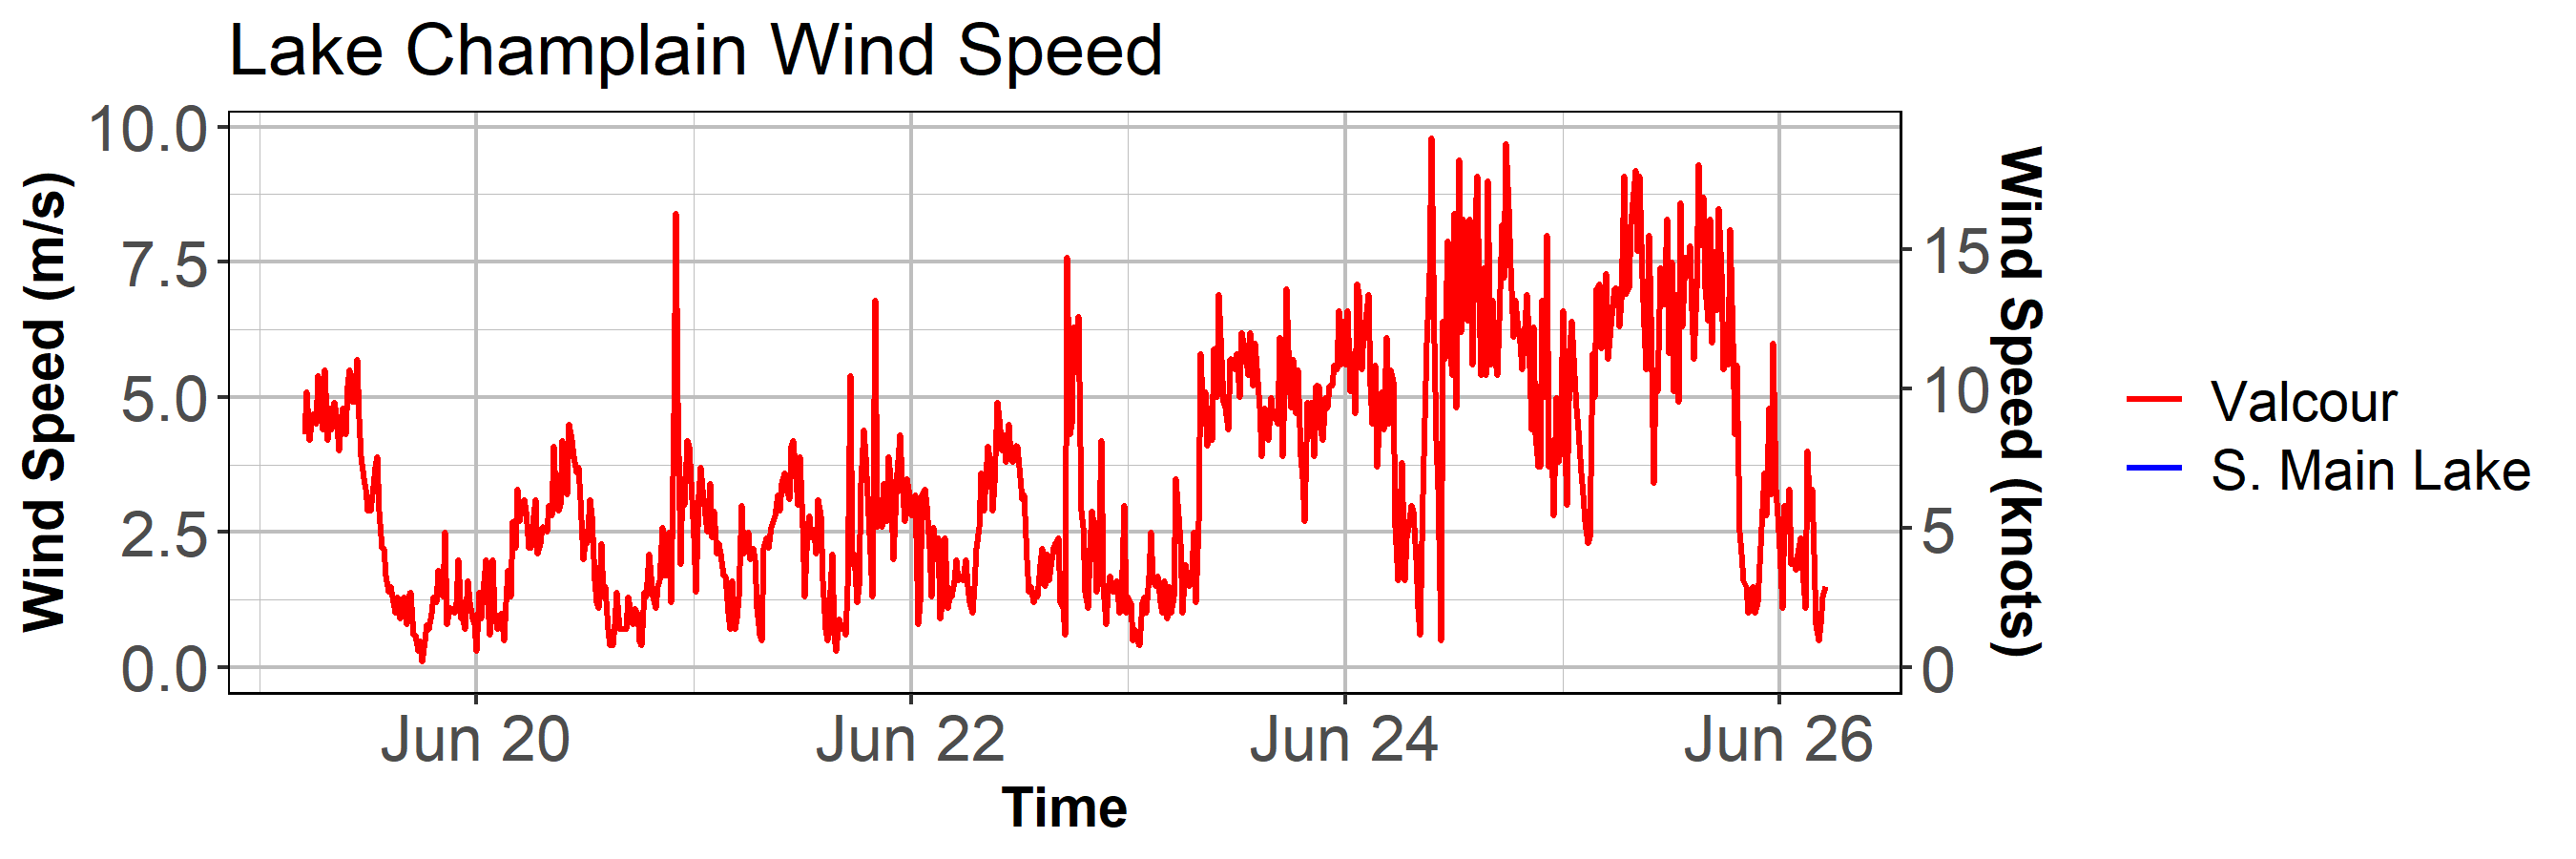 Lake Champlain Wind Speed
Wind Speed (m/s)
10.0
7.5
5.0
2.5
0.0
Jun 20
Jun 22
Jun 24
Jun 26
Time
15
10
5
0
Wind Speed (knots)
Valcour
S. Main Lake